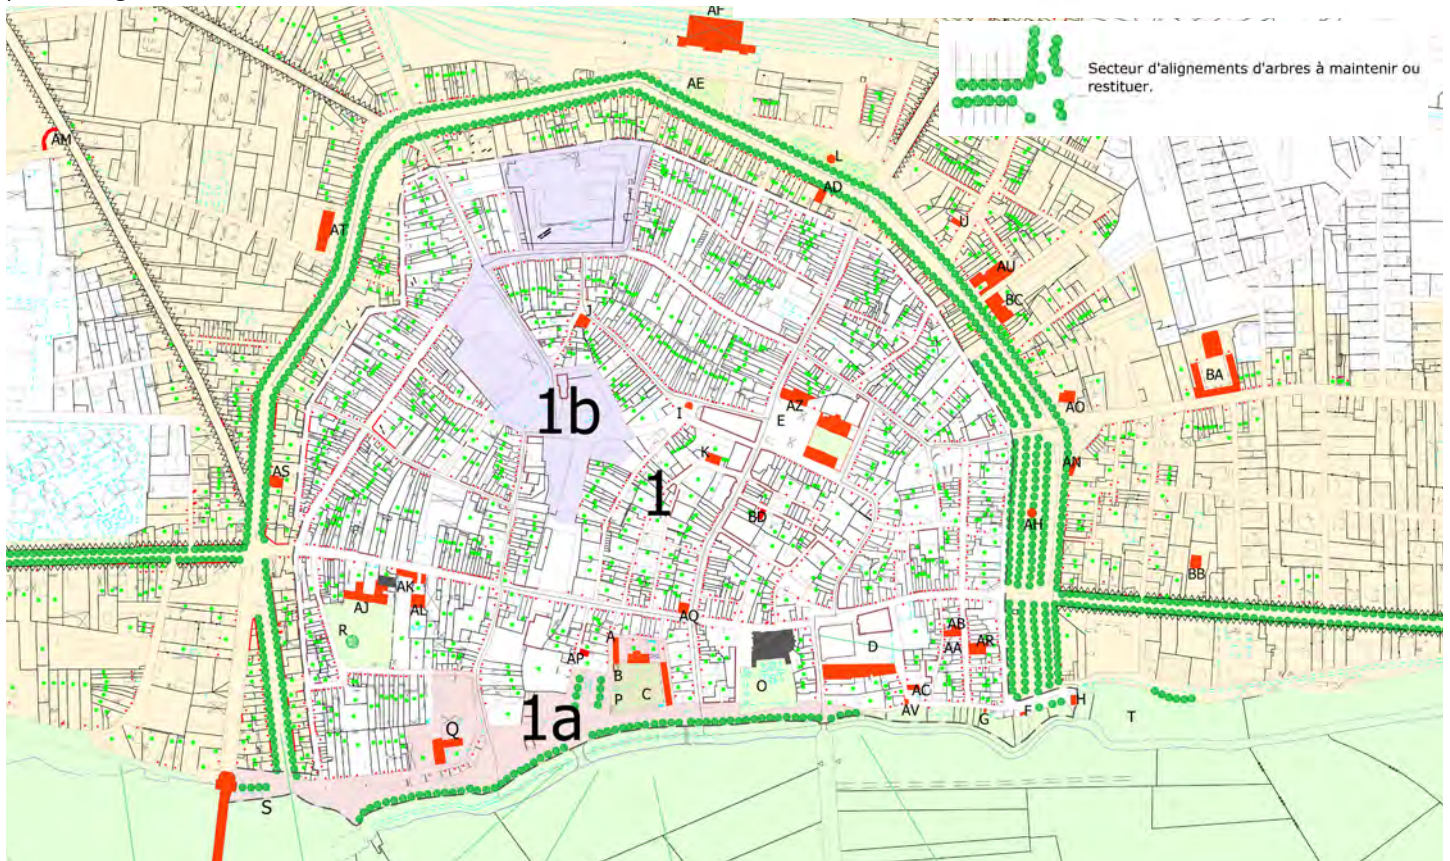 AF
Secteur d'alignements d'arbres à maintenir ou
restituer.
AE
AM
L
AD
U
AT
AU
BC
J
BA
1b
AZ
AO
I
E
K
AN
AS
1
BD
AH
BB
AK
AJ
AL
AQ
R
A
AB
D
AA
AR
AP
B
O
C
P
AC
AV
H
F
G
T
1a
Q
S